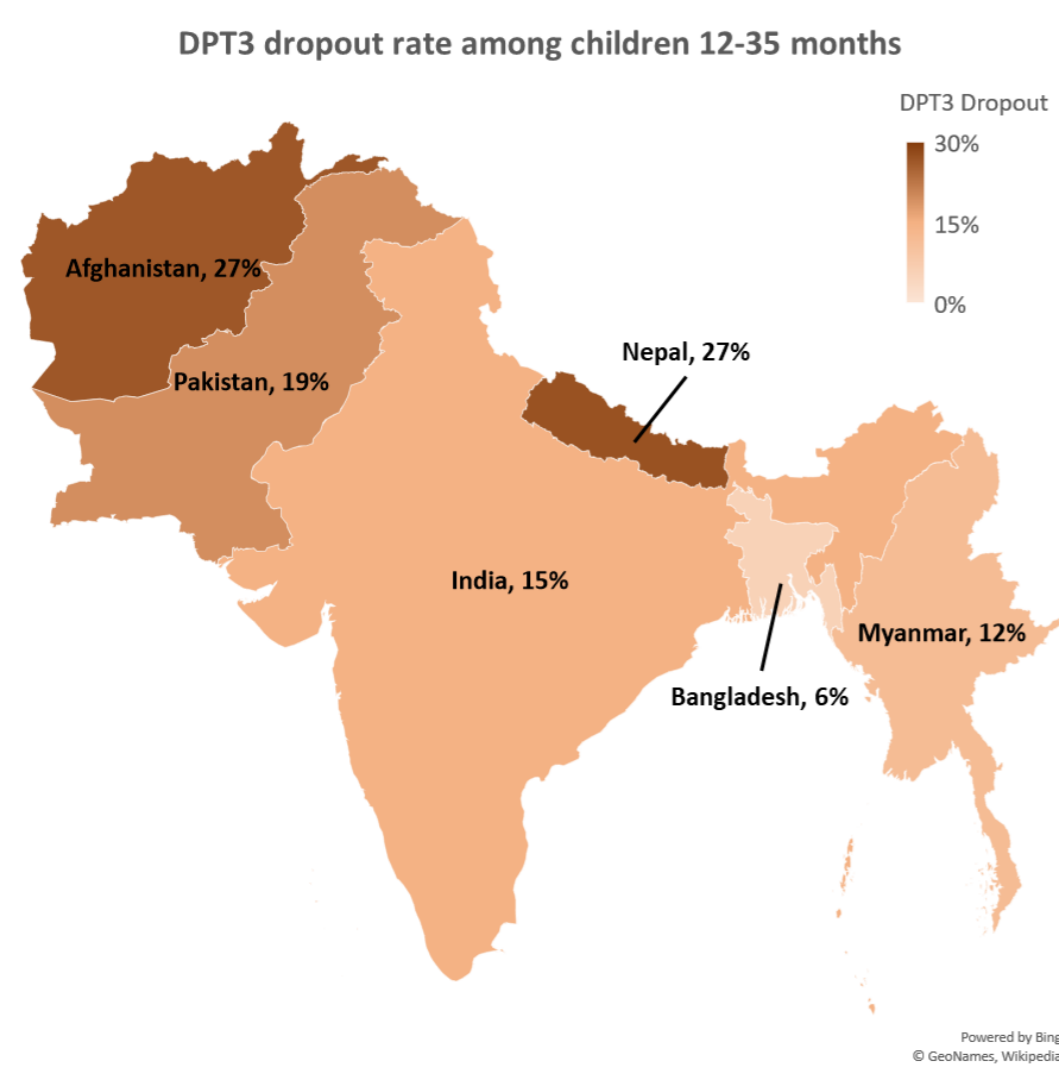 DPT3 dropout rate among children 12-35 months
DPT3 Dropout
30%
15%
0%
Afghanistan, 27%
Nepal, 27%
Pakistan, 19%
India, 15%
Myanmar, 12%
Bangladesh, 6%
Powered by Bing
© GeoNames, Wikipedia